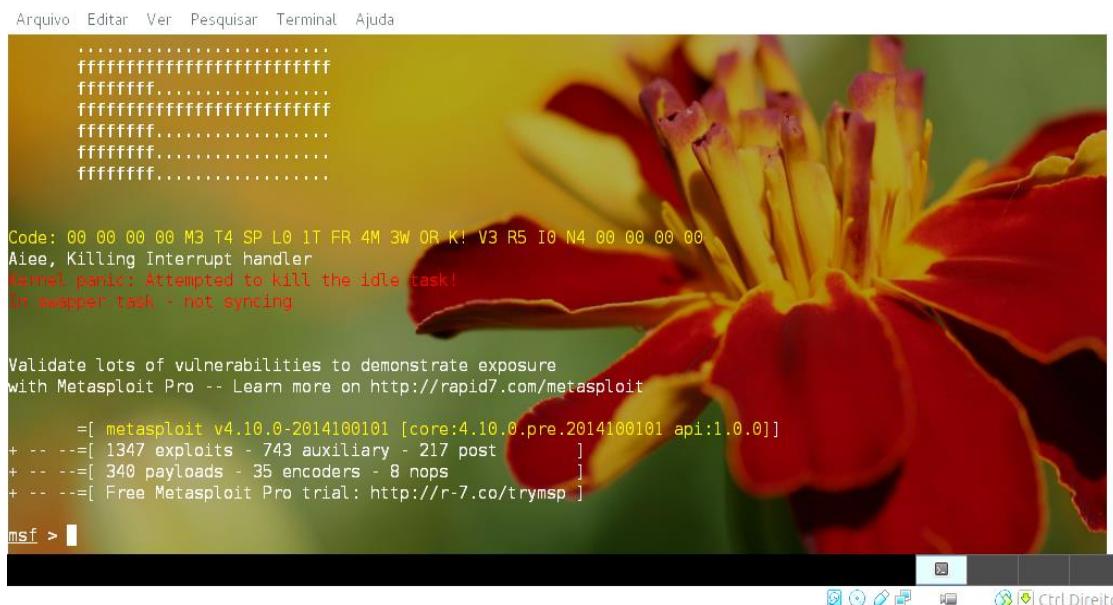 Arquivo Editar Ver Pesquisar Terminal Ajuda
..........................
ffffffffffffffffffffffffff
ffffffff..................
ffffffffffffffffffffffffff
ffffffff..................
ffffffff..................
ffffffff..................
Code: 00 00 00 00 M3 T4 SP L0 1T FR 4M 3W OR K! V3 R5 I0 N4 00 00 00 00
Aiee, Killing Interrupt handler
Kernel panic: Attempted to kill the idle task!
In swapper task - not syncing
Validate lots of vulnerabilities to demonstrate exposure
with Metasploit Pro -- Learn more on http://rapid7.com/metasploit
=[ metasploit v4.10.0-2014100101 [core:4.10.0.pre.2014100101 api:1.0.0]]
+ -- --=[ 1347 exploits - 743 auxiliary - 217 post ]
+ -- --=[ 340 payloads - 35 encoders - 8 nops ]
+ -- --=[ Free Metasploit Pro trial: http://r-7.co/trymsp ]
msf >
Ctrl Direito